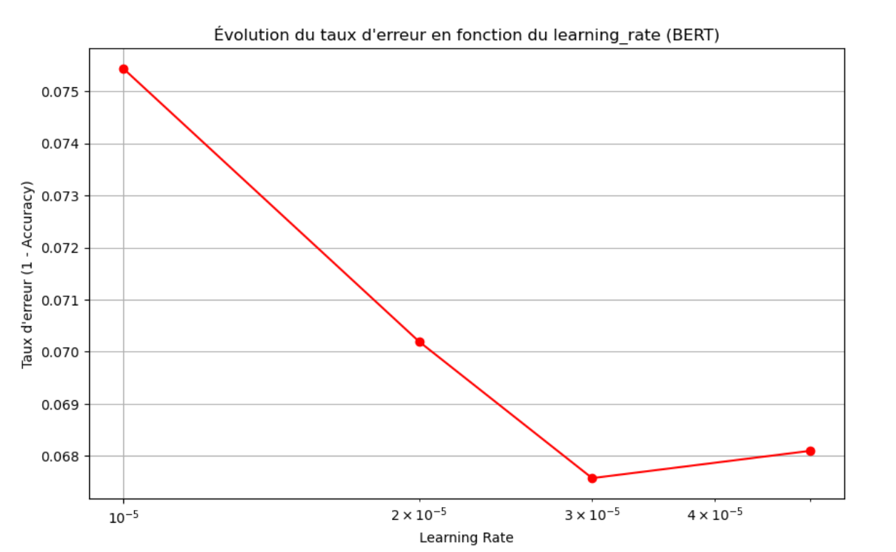 Évolution du taux d'erreur en fonction du learning_rate (BERT)
Taux d'erreur (1 - Accuracy)
0.075
0.074
0.073
0.072
0.071
0.070
0.069
0.068
10⁻⁵
2 × 10⁻⁵
3 × 10⁻⁵
4 × 10⁻⁵
Learning Rate